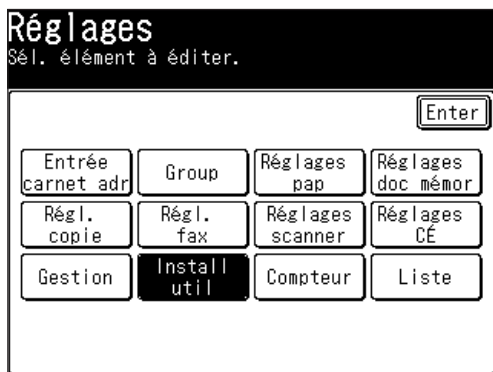 Réglages
Sél. élément à éditer.
Enter
Entrée
carnet adr
Group
Réglages
pap
Réglages
doc mémor
Régl.
copie
Régl.
fax
Réglages
scanner
Réglages
CÉ
Gestion
Install
util
Compteur
Liste